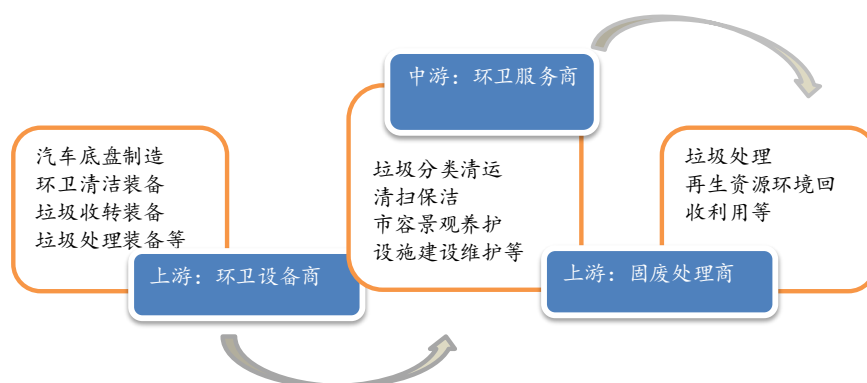 汽车底盘制造
环卫清洁装备
垃圾收转装备
垃圾处理装备等
上游：环卫设备商
中游：环卫服务商
垃圾分类清运
清扫保洁
市容景观养护
设施建设维护等
垃圾处理
再生资源环境回
收利用等
上游：固废处理商